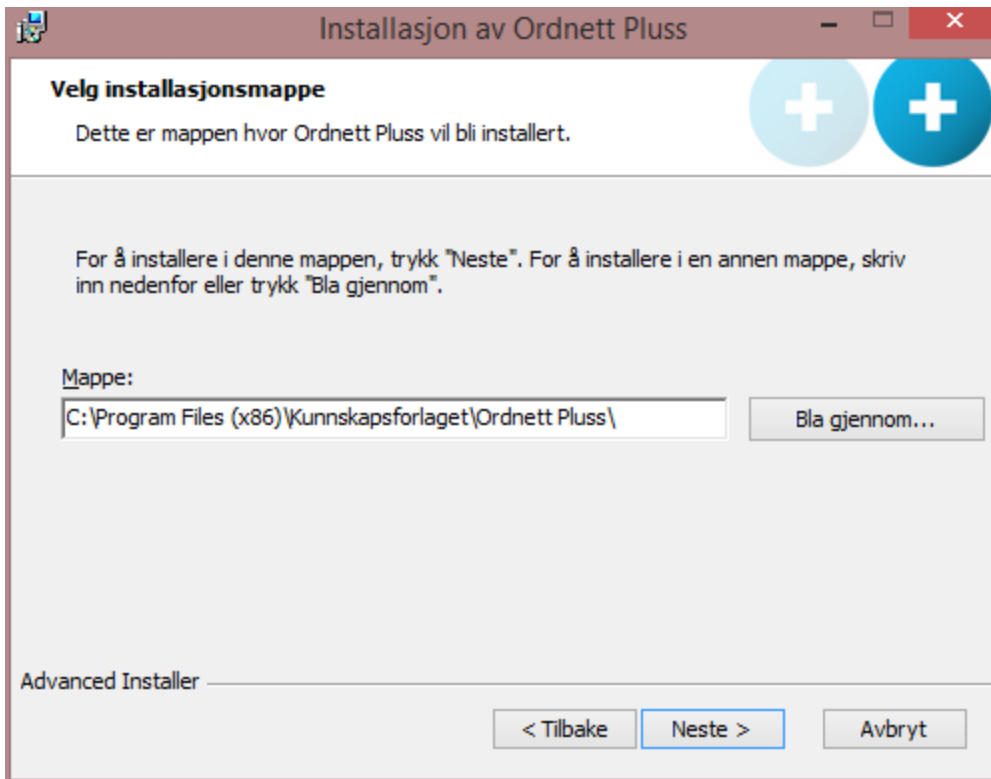 Installasjon av Ordnett Pluss
Velg installasjonsmappe
Dette er mappen hvor Ordnett Pluss vil bli installert.
For å installere i denne mappen, trykk "Neste". For å installere i en annen mappe, skriv
inn nedenfor eller trykk "Bla gjennom".
Mappe:
C:\Program Files (x86)\Kunnskapsforlaget\Ordnett Pluss\
Bla gjennom...
Advanced Installer
< Tilbake
Neste >
Avbryt